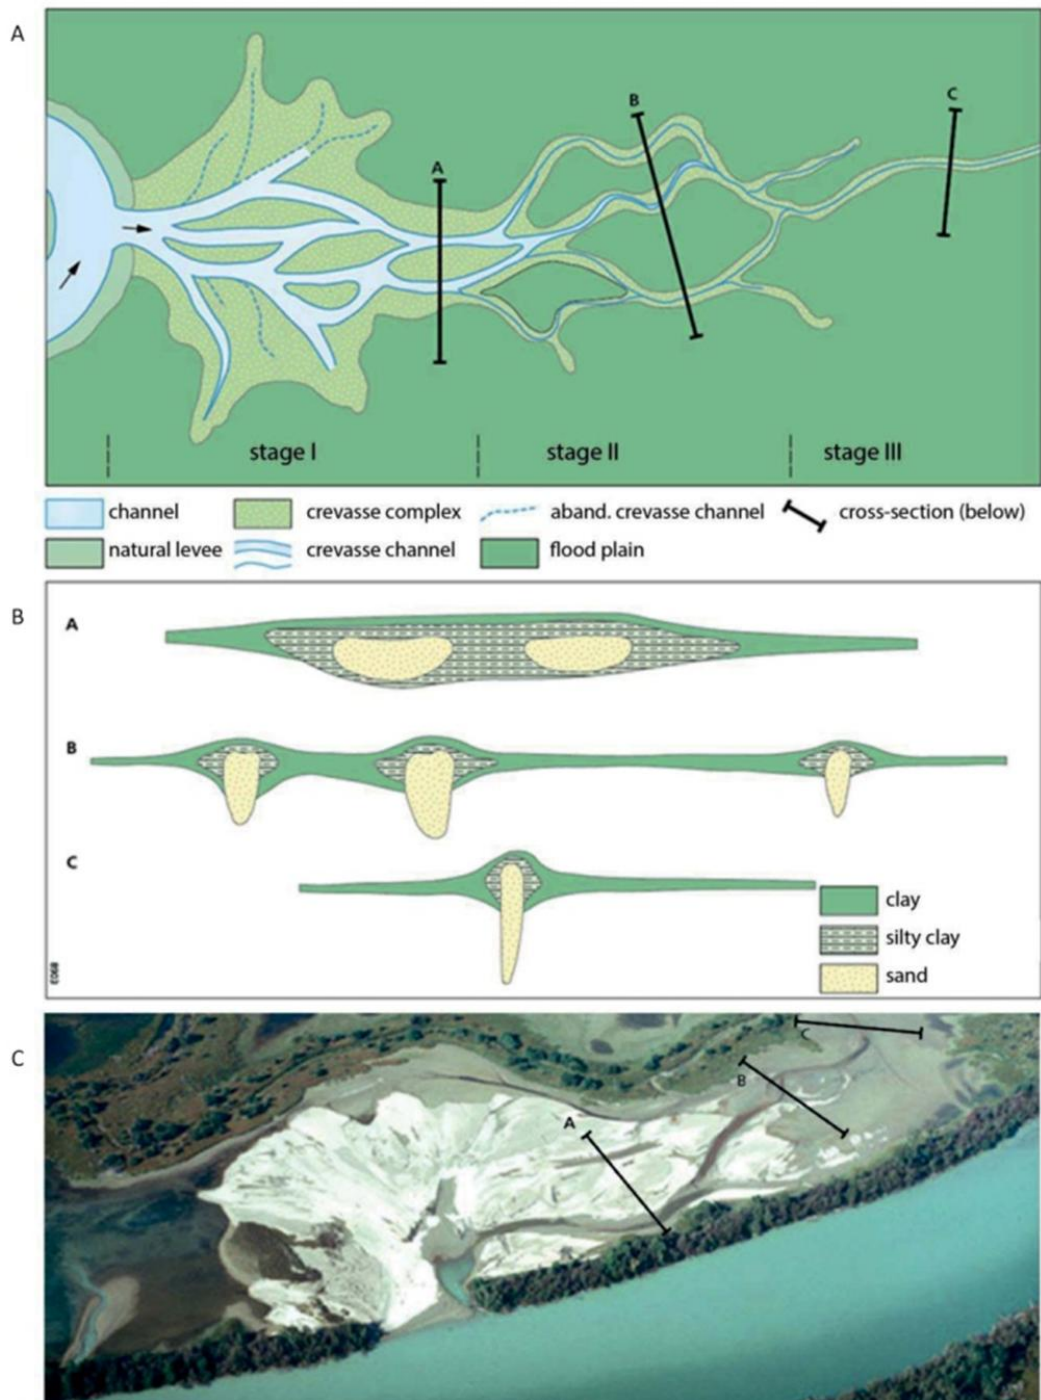 A
A
B
C
stage I
stage II
stage III
channel
crevasse complex
aband. crevasse channel
cross-section (below)
natural levee
crevasse channel
flood plain
B
A
B
C
clay
silty clay
sand
E068
C
C
B
A